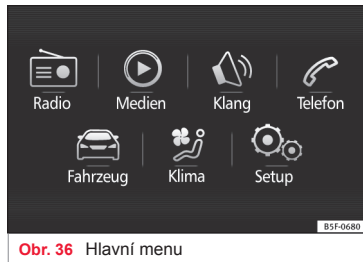 Radio Medien Klang Telefon
Fahrzeug Klima Setup
B5F-0680
Obr. 36 Hlavní menu